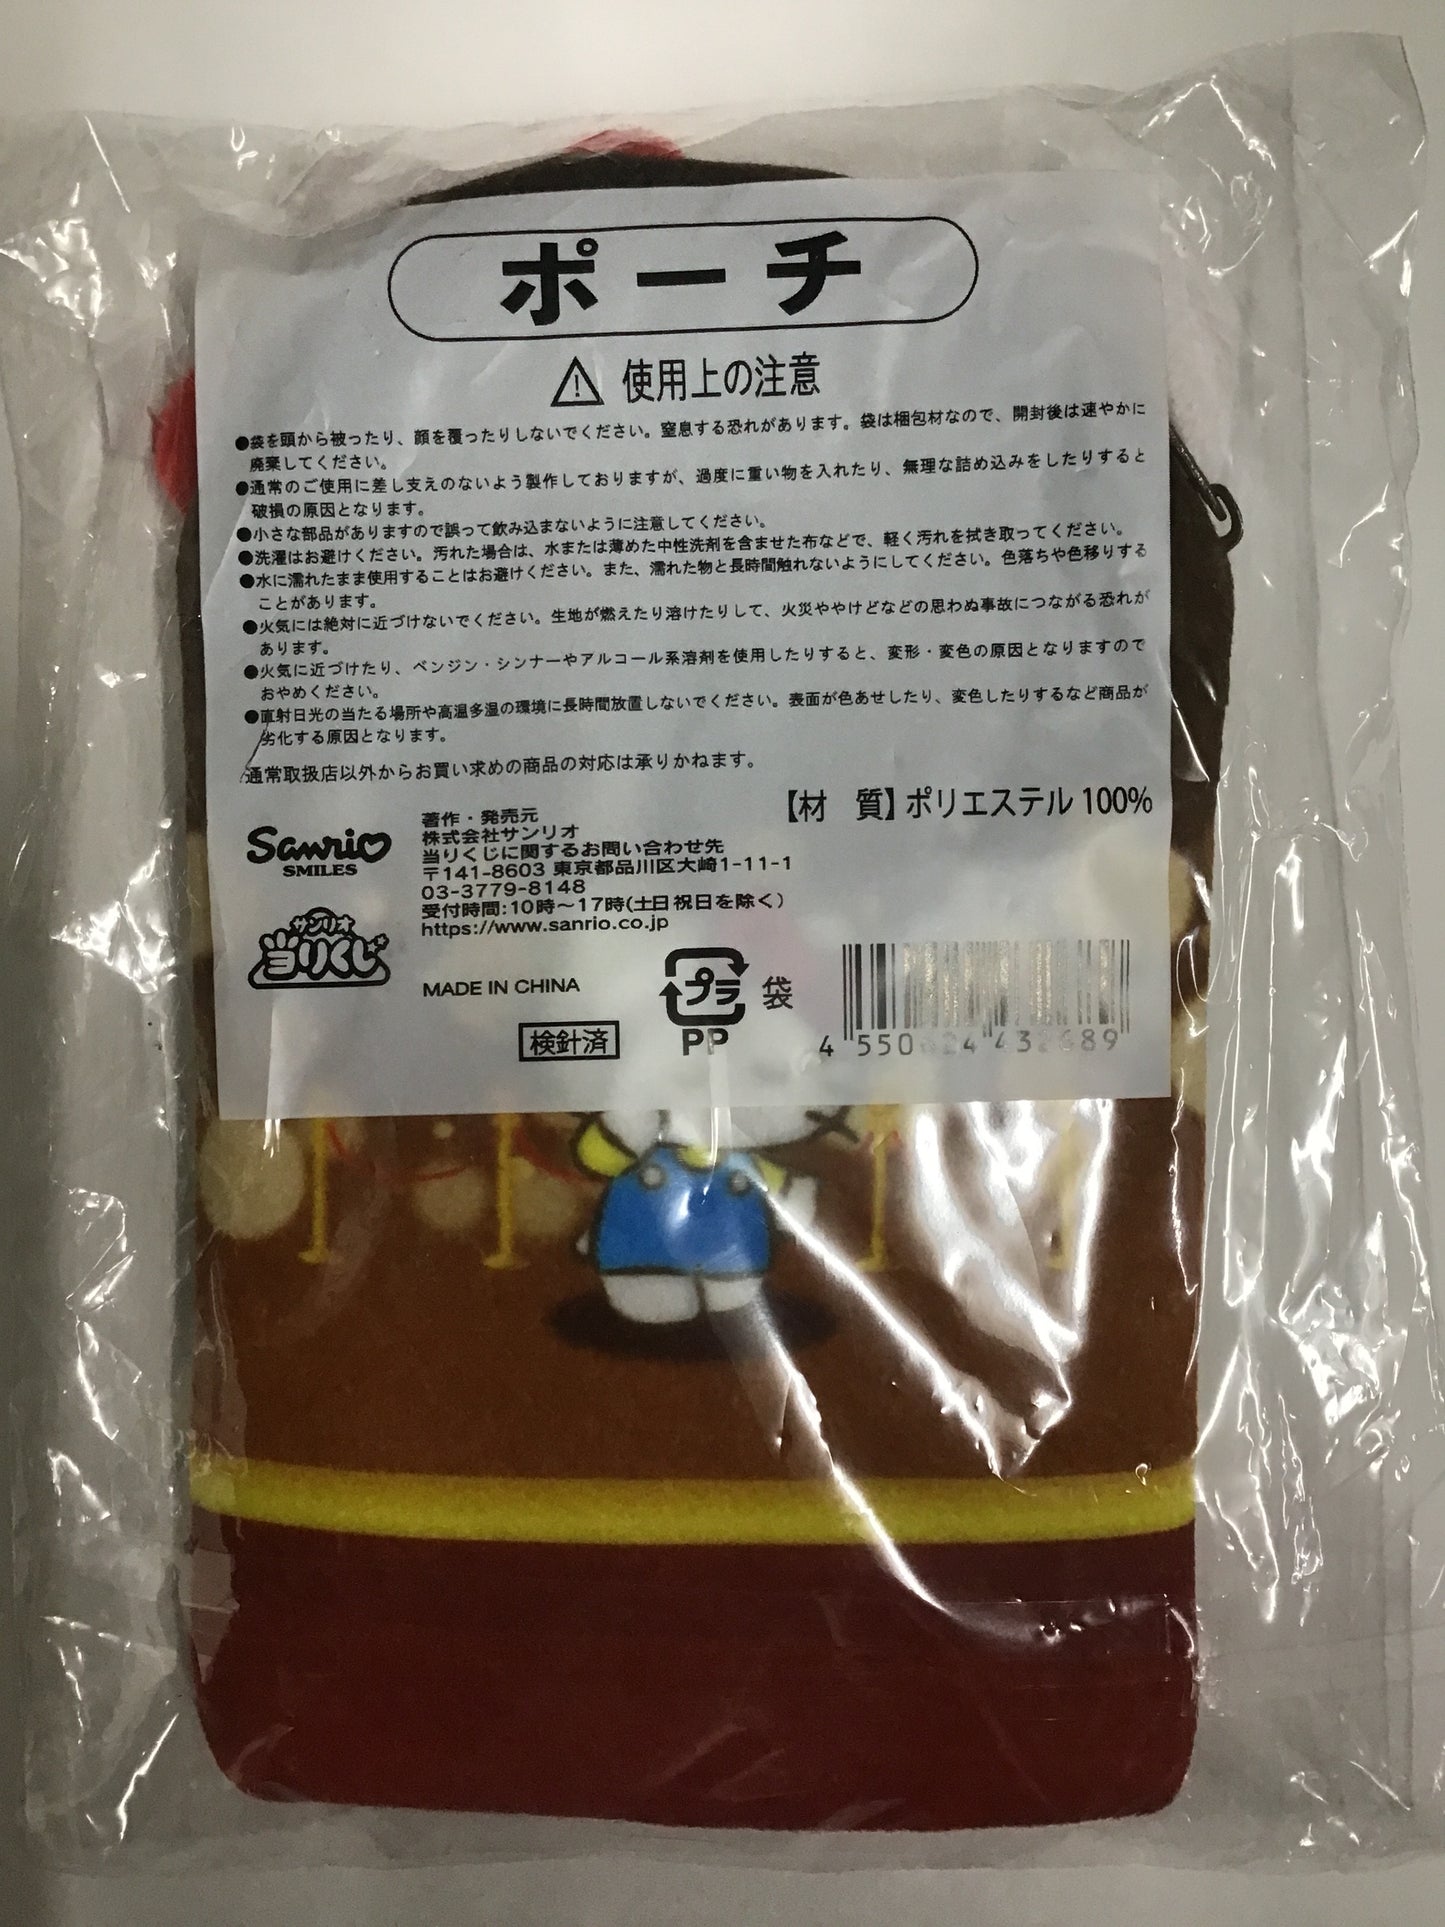 ポーチ
使用上の注意
●袋を頭から被ったり、顔を覆ったりしないでください。窒息する恐れがあります。袋は梱包材なので、開封後は速やかに
廃棄してください。
●通常のご使用に差し支えのないよう製作しておりますが、過度に重い物を入れたり、無理な詰め込みをしたりすると
破損の原因となります。
●小さな部品がありますので誤って飲み込まないように注意してください。
●洗濯はお避けください。汚れた場合は、水または薄めた中性洗剤を含ませた布などで、軽く汚れを拭き取ってください。
●水に濡れたまま使用することはお避けください。また、濡れた物と長時間触れないようにしてください。色落ちや色移りする
ことがあります。
●火気には絶対に近づけないでください。生地が燃えたり溶けたりして、火災ややけどなどの思わぬ事故につながる恐れが
あります。
●火気に近づけたり、ベンジン・シンナーやアルコール系溶剤を使用したりすると、変形・変色の原因となりますので
おやめください。
●直射日光の当たる場所や高温多湿の環境に長時間放置しないでください。表面が色あせしたり、変色したりするなど商品が
劣化する原因となります。
通常取扱店以外からお買い求めの商品の対応は承りかねます。
【材 質】ポリエステル 100%
Sanrio
SMILES
サンリオ
当りくじ
著作・発売元
株式会社サンリオ
当りくじに関するお問い合わせ先
〒141-8603 東京都品川区大崎1-11-1
03-3779-8148
受付時間:10時～17時(土日祝日を除く)
https://www.sanrio.co.jp
MADE IN CHINA
検針済
プラ
PP
袋
4